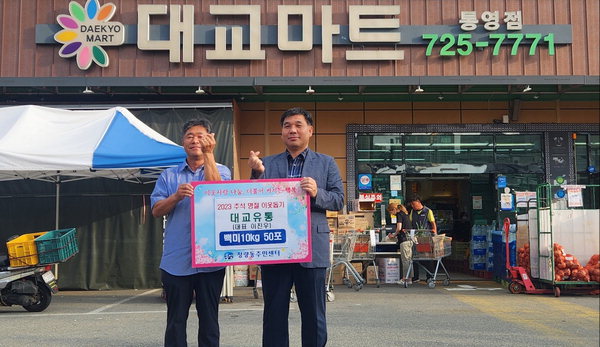 DAEKYO
MART
대교마트
통영점
725-7771
2023 추석 명절 이웃돕기
대교유통
(대표 이진우)
백미10kg 50포
정량동주민센터